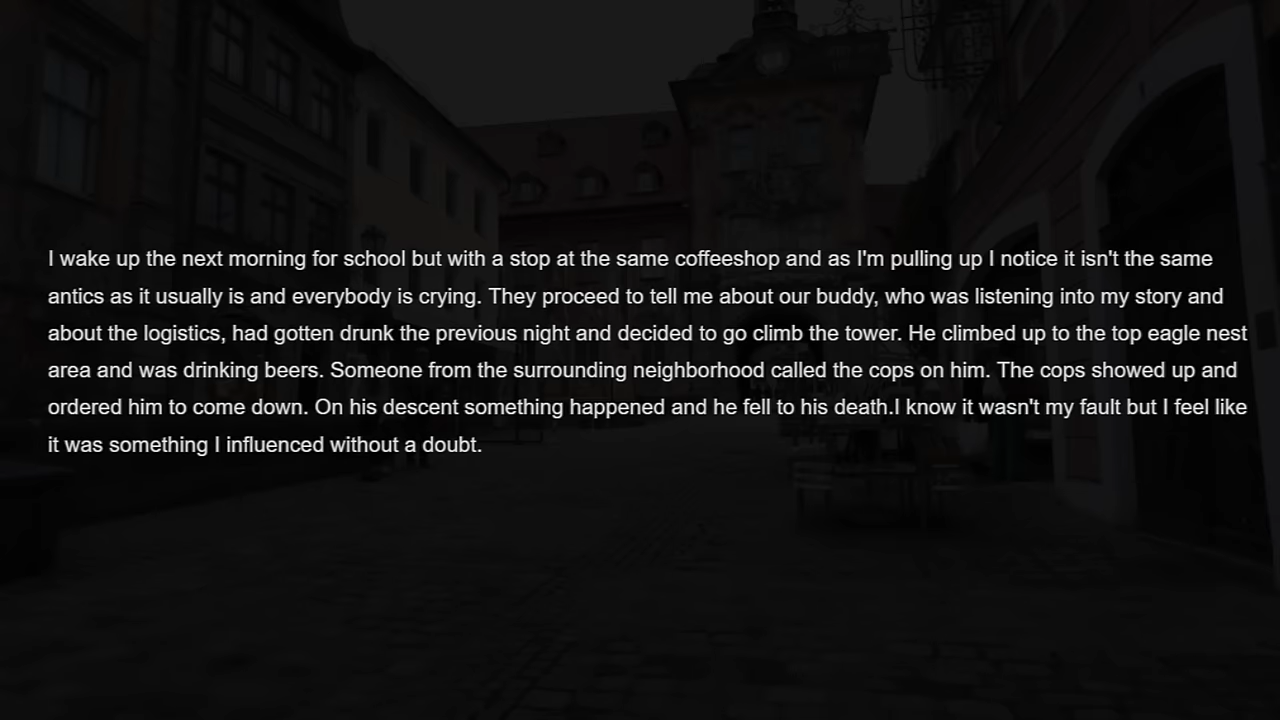 I wake up the next morning for school but with a stop at the same coffeeshop and as I'm pulling up I notice it isn't the same
antics as it usually is and everybody is crying. They proceed to tell me about our buddy, who was listening into my story and
about the logistics, had gotten drunk the previous night and decided to go climb the tower. He climbed up to the top eagle nest
area and was drinking beers. Someone from the surrounding neighborhood called the cops on him. The cops showed up and
ordered him to come down. On his descent something happened and he fell to his death.I know it wasn't my fault but I feel like
it was something I influenced without a doubt.